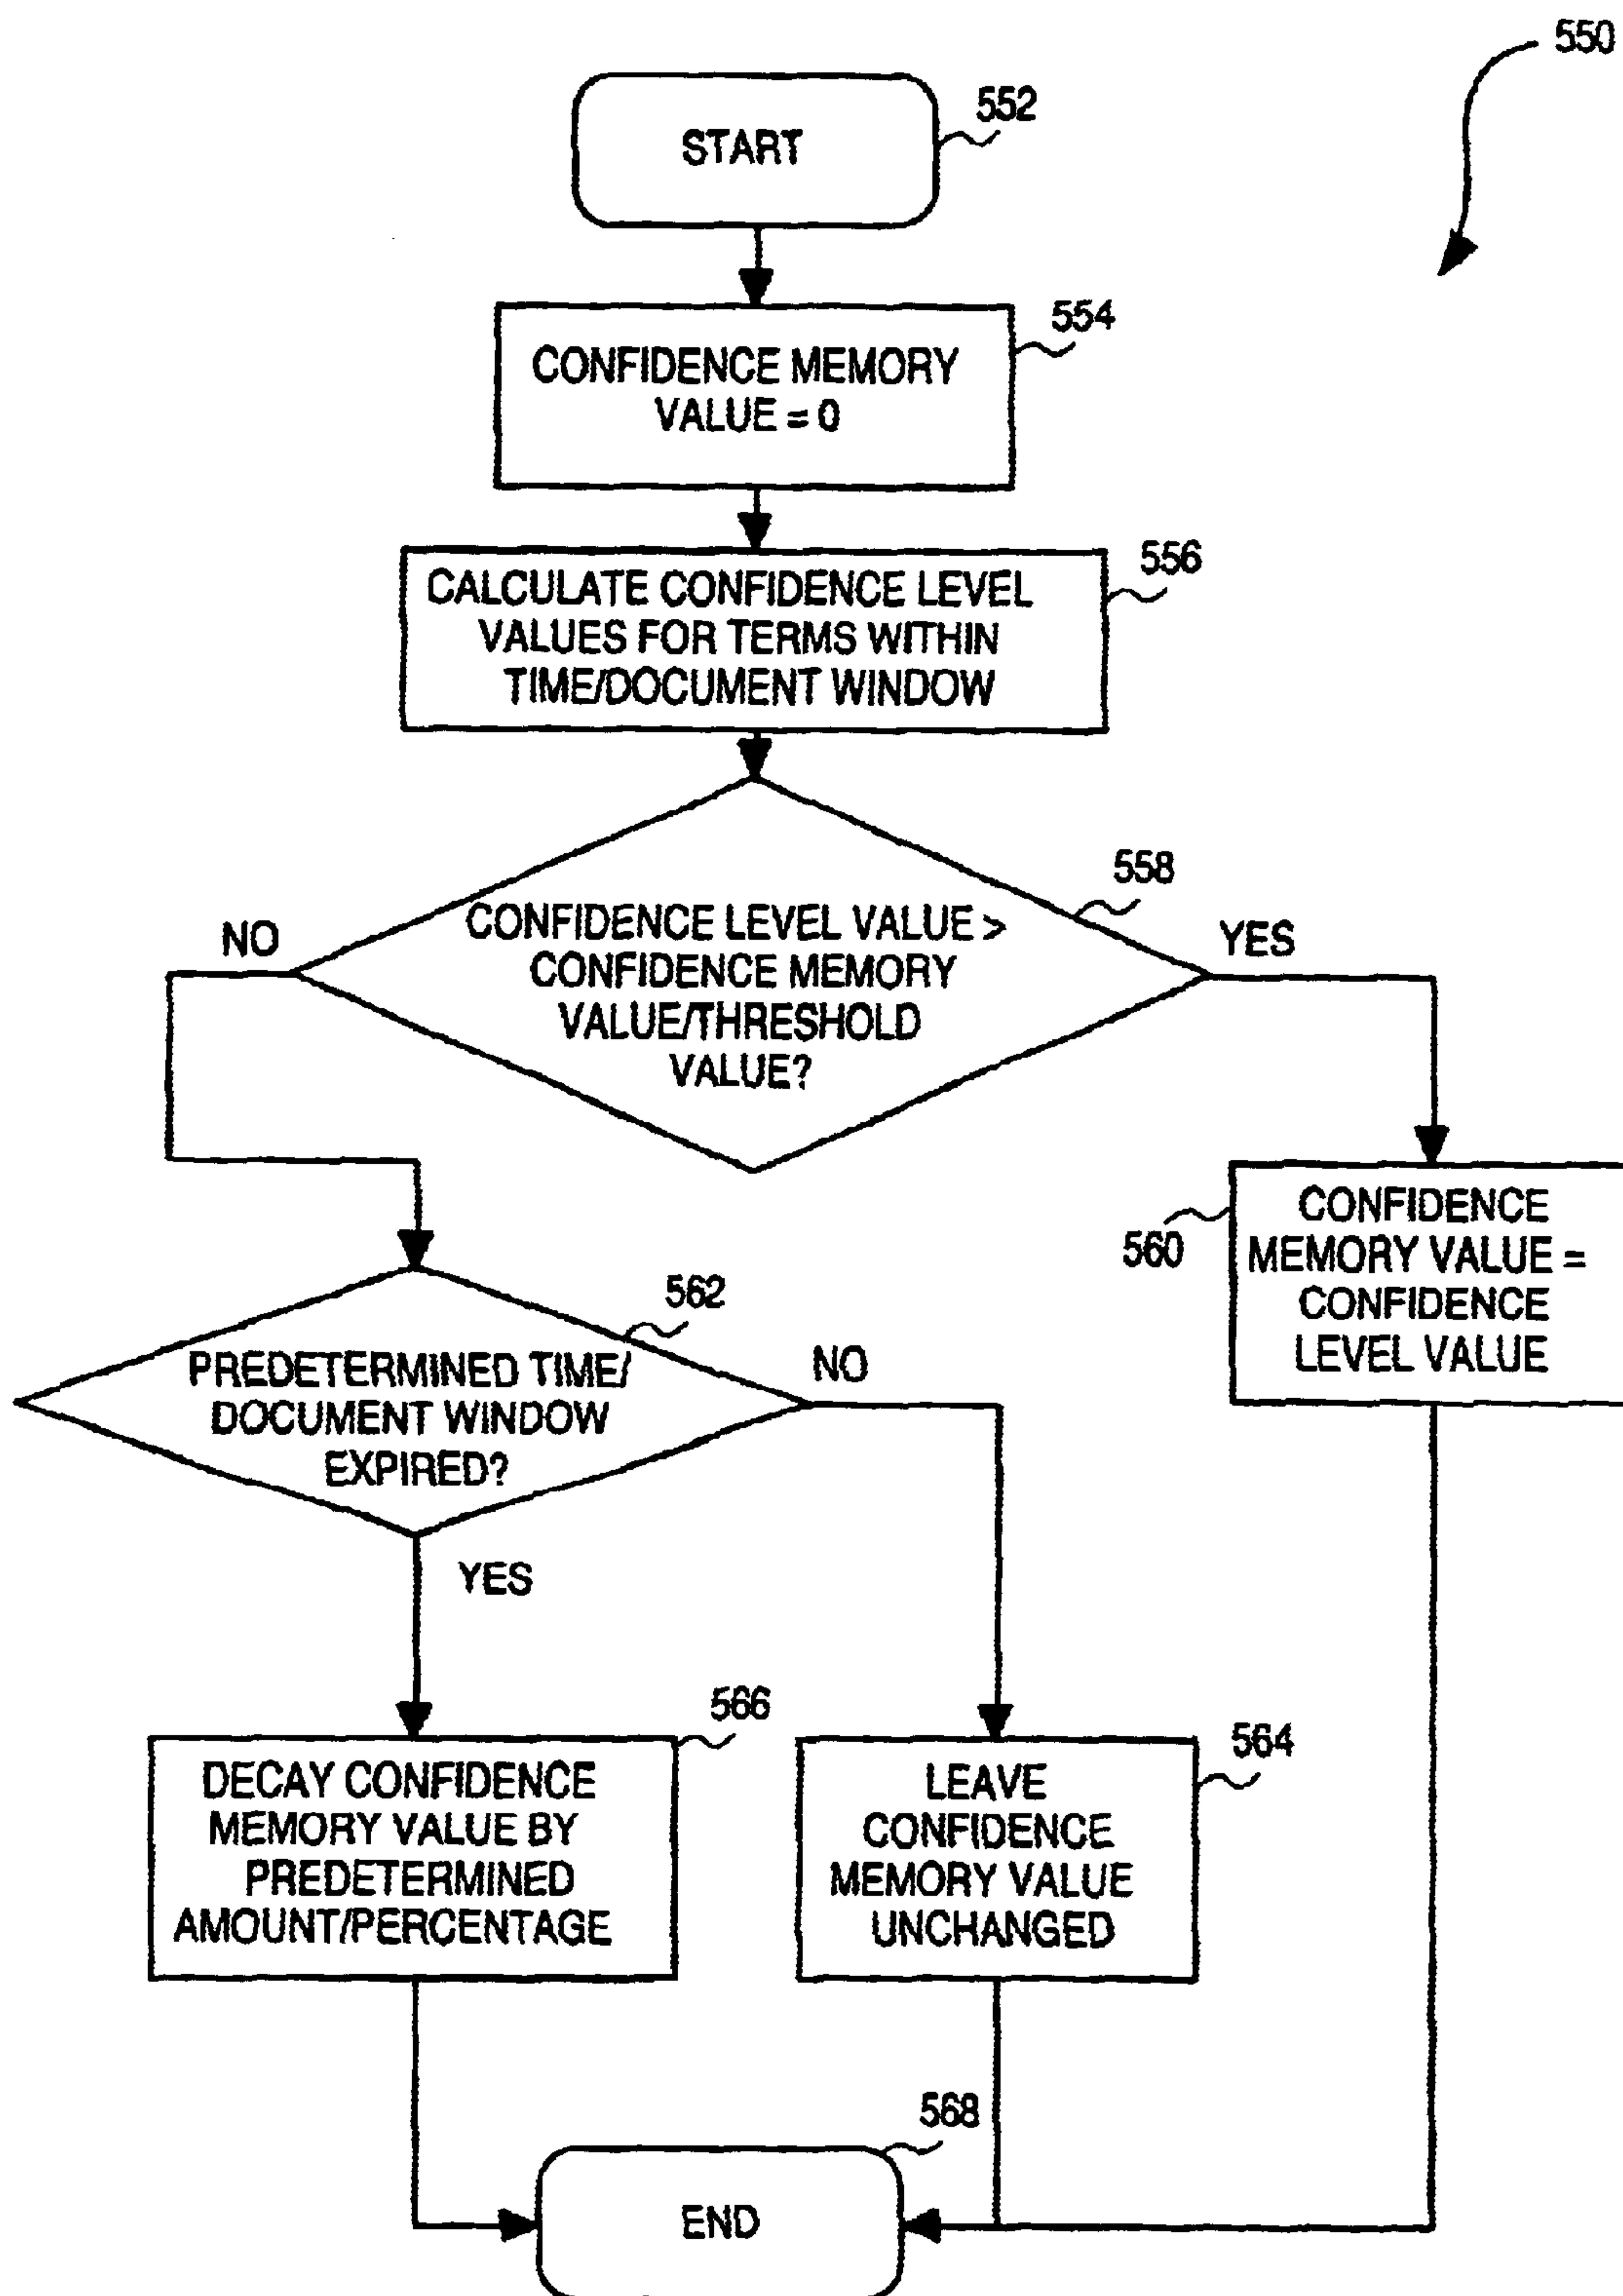 550
552
START
554
CONFIDENCE MEMORY
VALUE = 0
556
CALCULATE CONFIDENCE LEVEL
VALUES FOR TERMS WITHIN
TIME/DOCUMENT WINDOW
558
NO
YES
CONFIDENCE LEVEL VALUE >
CONFIDENCE MEMORY
VALUE/THRESHOLD
VALUE?
560
CONFIDENCE
MEMORY VALUE =
CONFIDENCE
LEVEL VALUE
562
PREDETERMINED TIME/
DOCUMENT WINDOW
EXPIRED?
NO
YES
566
DECAY CONFIDENCE
MEMORY VALUE BY
PREDETERMINED
AMOUNT/PERCENTAGE
564
LEAVE
CONFIDENCE
MEMORY VALUE
UNCHANGED
568
END